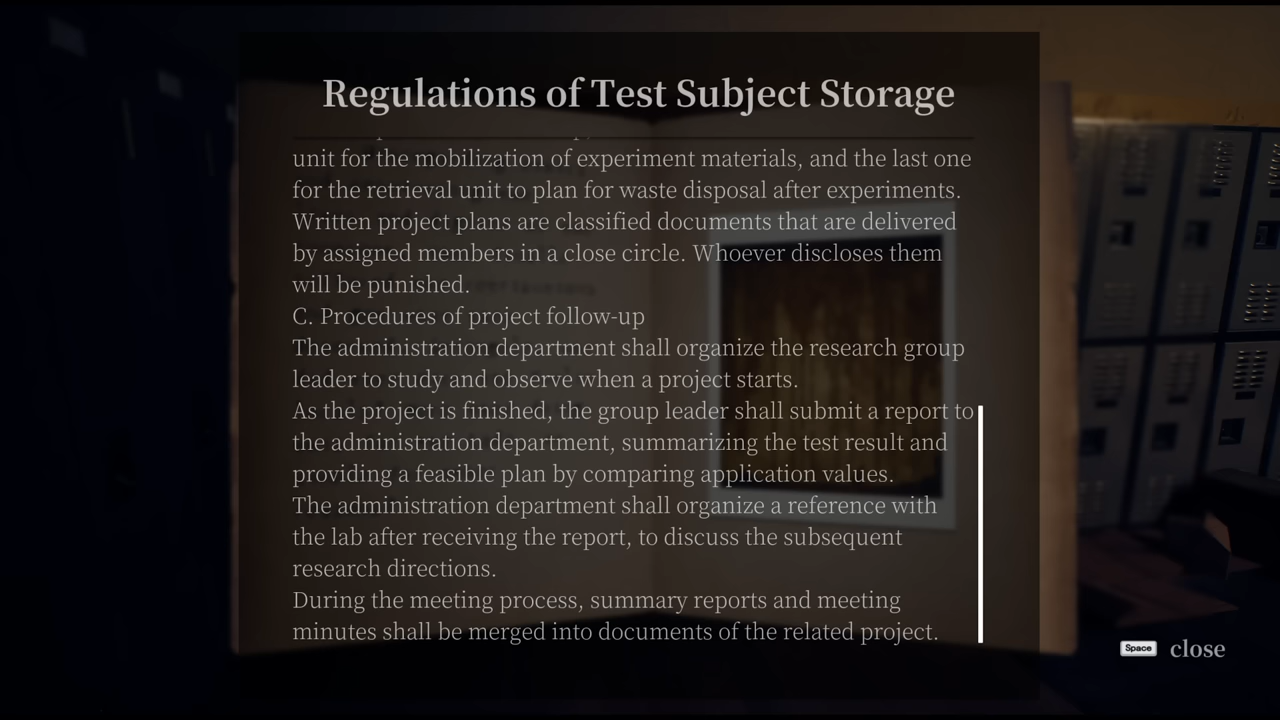 Regulations of Test Subject Storage
unit for the mobilization of experiment materials, and the last one
for the retrieval unit to plan for waste disposal after experiments.
Written project plans are classified documents that are delivered
by assigned members in a close circle. Whoever discloses them
will be punished.
C. Procedures of project follow-up
The administration department shall organize the research group
leader to study and observe when a project starts.
As the project is finished, the group leader shall submit a report to
the administration department, summarizing the test result and
providing a feasible plan by comparing application values.
The administration department shall organize a reference with
the lab after receiving the report, to discuss the subsequent
research directions.
During the meeting process, summary reports and meeting
minutes shall be merged into documents of the related project.
Space close